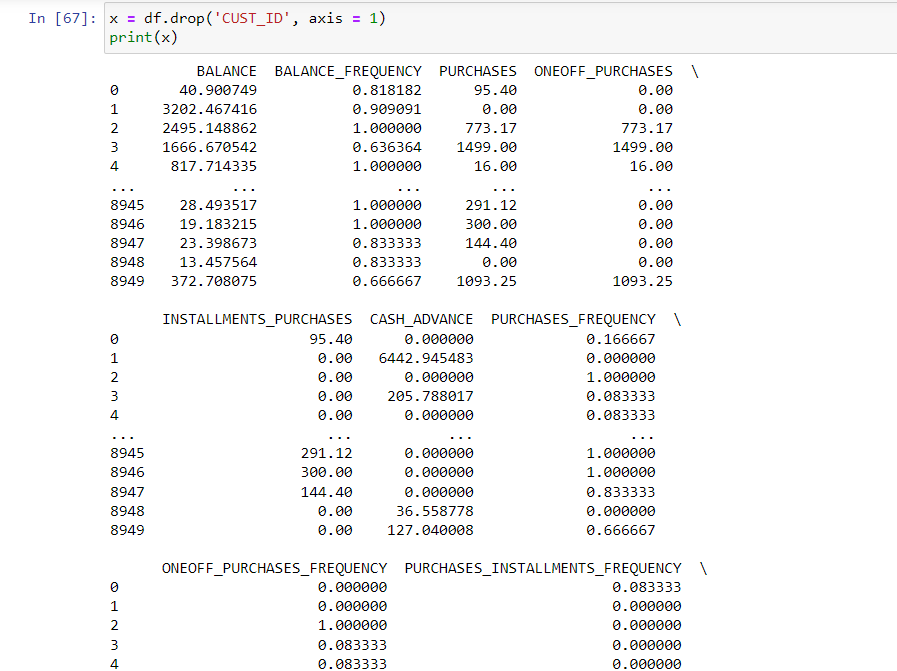 In [67]: x = df.drop('CUST_ID', axis = 1)
print(x)
BALANCE BALANCE_FREQUENCY PURCHASES ONEOFF_PURCHASES \
0 40.900749 0.818182 95.40 0.00
1 3202.467416 0.909091 0.00 0.00
2 2495.148862 1.000000 773.17 773.17
3 1666.670542 0.636364 1499.00 1499.00
4 817.714335 1.000000 16.00 16.00
... ... ... ... ...
8945 28.493517 1.000000 291.12 0.00
8946 19.183215 1.000000 300.00 0.00
8947 23.398673 0.833333 144.40 0.00
8948 13.457564 0.833333 0.00 0.00
8949 372.708075 0.666667 1093.25 1093.25
INSTALLMENTS_PURCHASES CASH_ADVANCE PURCHASES_FREQUENCY \
0 95.40 0.000000 0.166667
1 0.00 6442.945483 0.000000
2 0.00 0.000000 1.000000
3 0.00 205.788017 0.083333
4 0.00 0.000000 0.083333
... ... ... ...
8945 291.12 0.000000 1.000000
8946 300.00 0.000000 1.000000
8947 144.40 0.000000 0.833333
8948 0.00 36.558778 0.000000
8949 0.00 127.040008 0.666667
ONEOFF_PURCHASES_FREQUENCY PURCHASES_INSTALLMENTS_FREQUENCY \
0 0.000000 0.083333
1 0.000000 0.000000
2 1.000000 0.000000
3 0.083333 0.000000
4 0.083333 0.000000